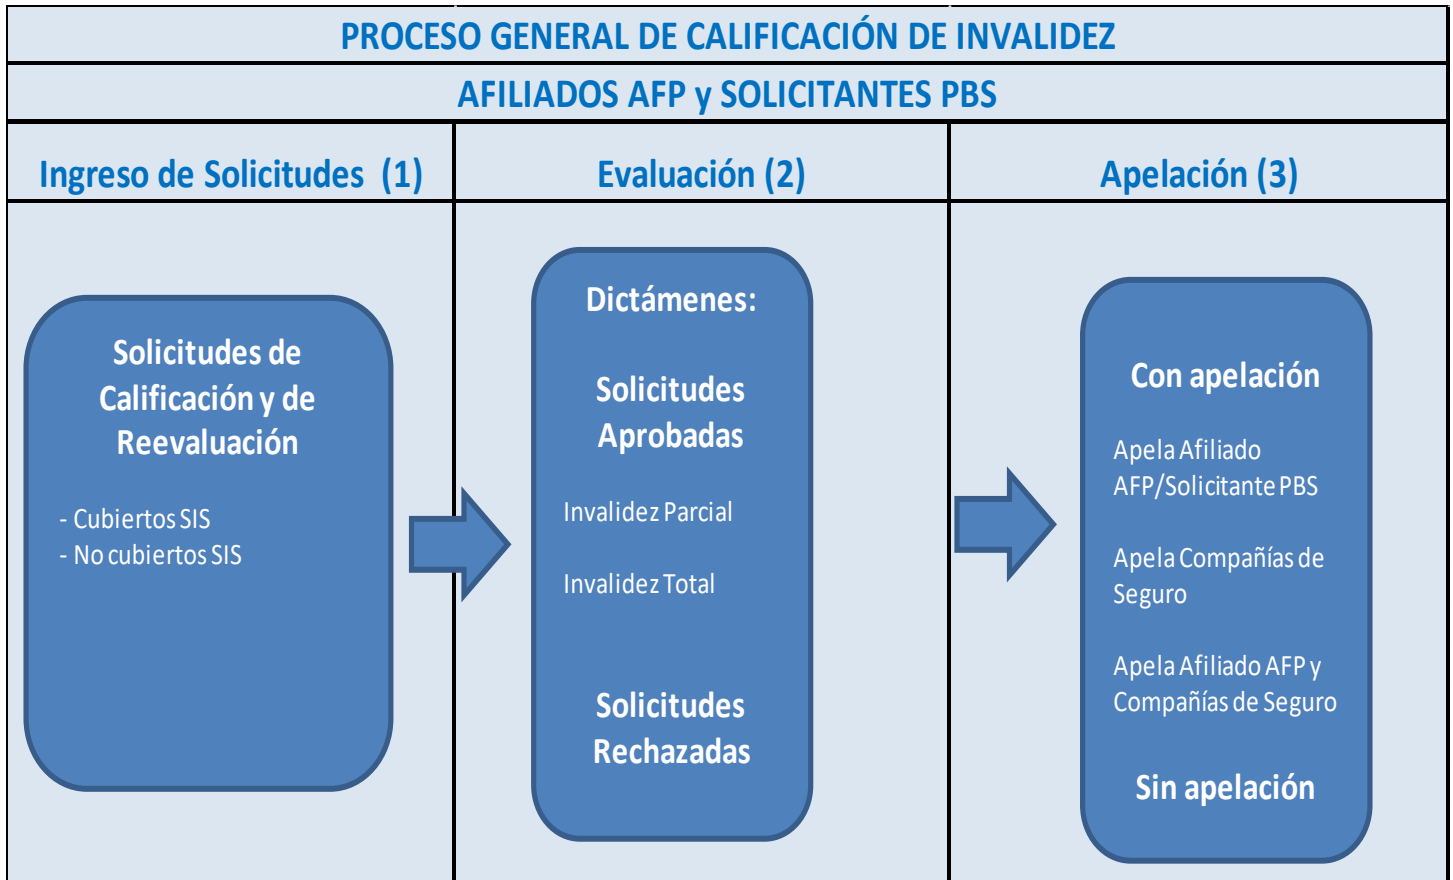 PROCESO GENERAL DE CALIFICACIÓN DE INVALIDEZ
AFILIADOS AFP y SOLICITANTES PBS
Ingreso de Solicitudes (1)
Evaluación (2)
Apelación (3)
Solicitudes de
Calificación y de
Reevaluación
- Cubiertos SIS
- No cubiertos SIS
Dictámenes:
Solicitudes
Aprobadas
Invalidez Parcial
Invalidez Total
Solicitudes
Rechazadas
Con apelación
Apela Afiliado
AFP/Solicitante PBS
Apela Compañías de
Seguro
Apela Afiliado AFP y
Compañías de Seguro
Sin apelación